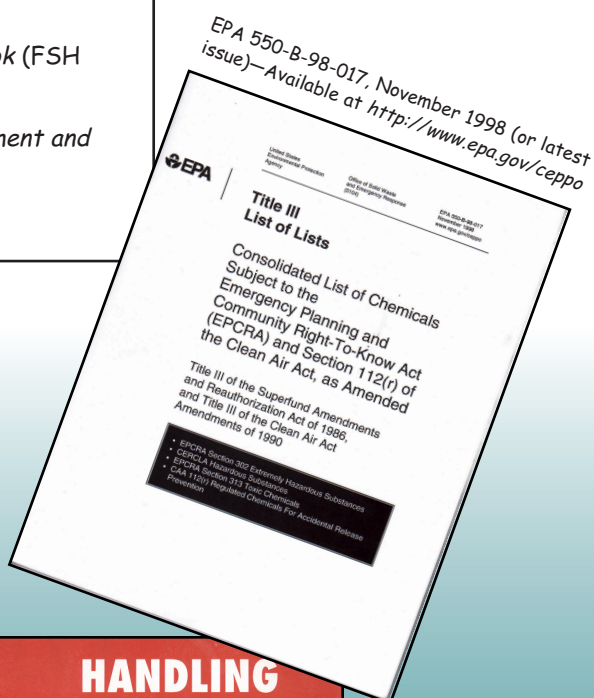 k (FSH
ment and
EPA 550-B-98-017, November 1998 (or latest
issue)—Available at http://www.epa.gov/ceppo
EPA
United States
Environmental Protection
Agency
Office of Solid Waste
and Emergency Response
(5104)
EPA 550-B-98-017
November 1998
www.epa.gov/ceppo
Title III
List of Lists
Consolidated List of Chemicals
Subject to the
Emergency Planning and
Community Right-To-Know Act
(EPCRA) and Section 112(r) of
the Clean Air Act, as Amended
Title III of the Superfund Amendments
and Reauthorization Act of 1986,
and Title III of the Clean Air Act
Amendments of 1990
• EPCRA Section 302 Extremely Hazardous Substances
• CERCLA Hazardous Substances
• EPCRA Section 313 Toxic Chemicals
• CAA 112(r) Regulated Chemicals For Accidental Release
Prevention
HANDLING